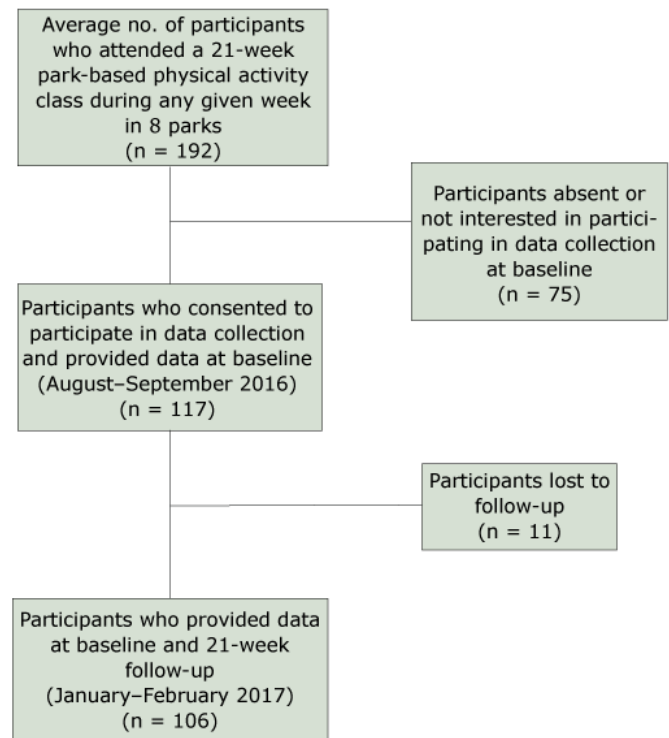 Average no. of participants
who attended a 21-week
park-based physical activity
class during any given week
in 8 parks
(n = 192)
Participants absent or
not interested in partici-
pating in data collection
at baseline
(n = 75)
Participants who consented to
participate in data collection
and provided data at baseline
(August–September 2016)
(n = 117)
Participants lost to
follow-up
(n = 11)
Participants who provided data
at baseline and 21-week
follow-up
(January–February 2017)
(n = 106)